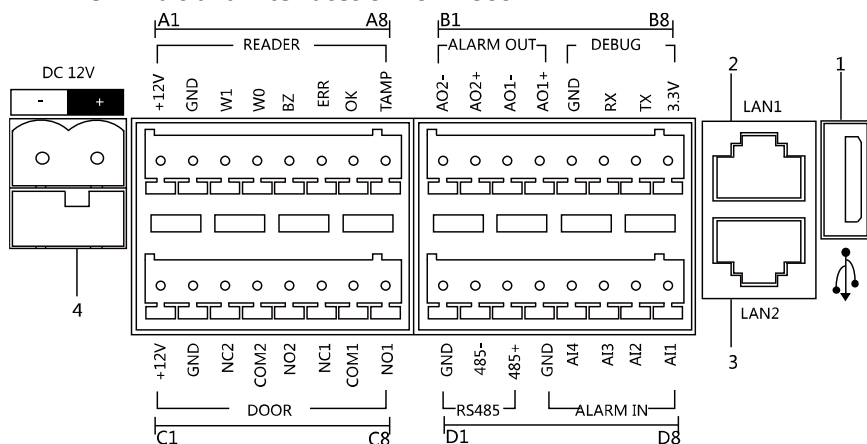 A1 A8 B1 B8
READER ALARM OUT DEBUG 2 1
DC 12V
- +
+12V GND W1 W0 BZ ERR OK TAMP AO2- AO2+ AO1- AO1+ GND RX TX 3.3V
LAN1
4
LAN2
+12V GND NC2 COM2 NO2 NC1 COM1 NO1 GND 485- 485+ GND AI4 AI3 AI2 AI1
3
DOOR RS485 ALARM IN
C1 C8 D1 D8